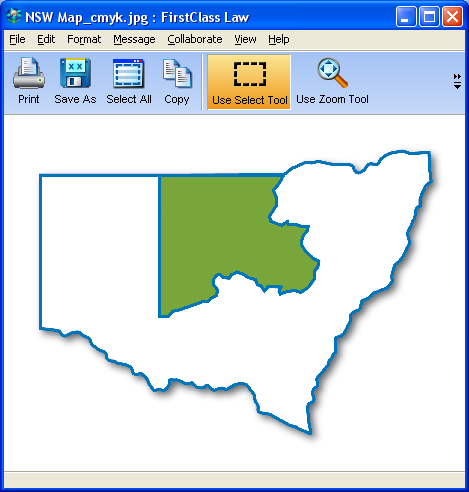 NSW Map_cmyk.jpg : FirstClass Law
File Edit Format Message Collaborate View Help
Print Save As Select All Copy Use Select Tool Use Zoom Tool